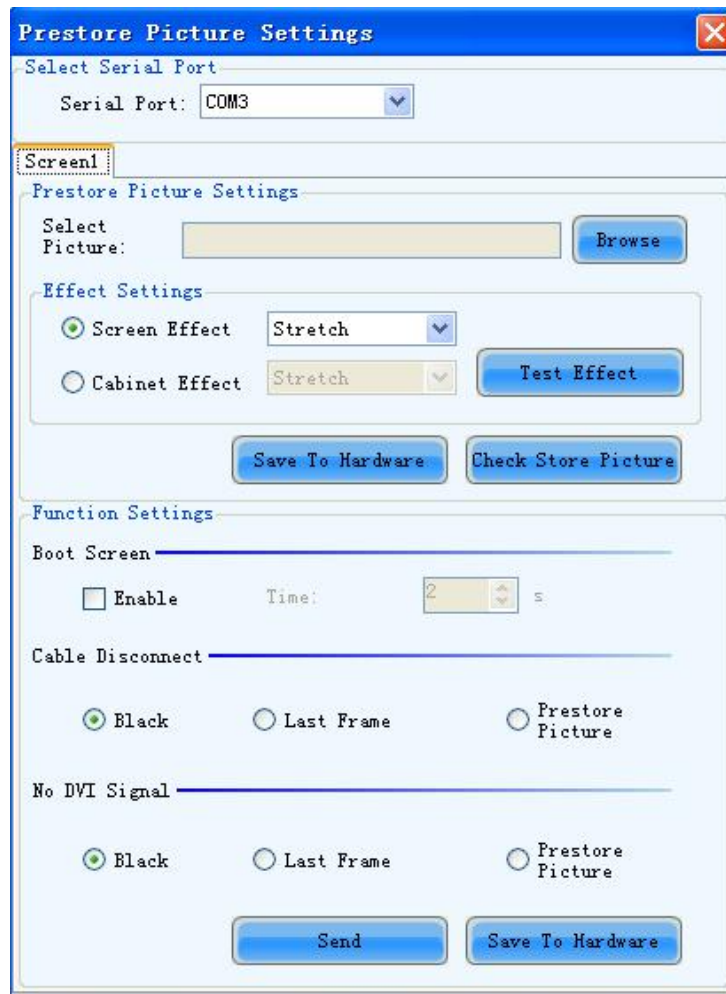 Prestore Picture Settings
Select Serial Port
Serial Port: COM3
Screen1
Prestore Picture Settings
Select
Picture:
Browse
Effect Settings
Screen Effect Stretch
Cabinet Effect Stretch
Test Effect
Save To Hardware Check Store Picture
Function Settings
Boot Screen
Enable Time: 2 s
Cable Disconnect
Black Last Frame Prestore
Picture
No DVI Signal
Black Last Frame Prestore
Picture
Send Save To Hardware